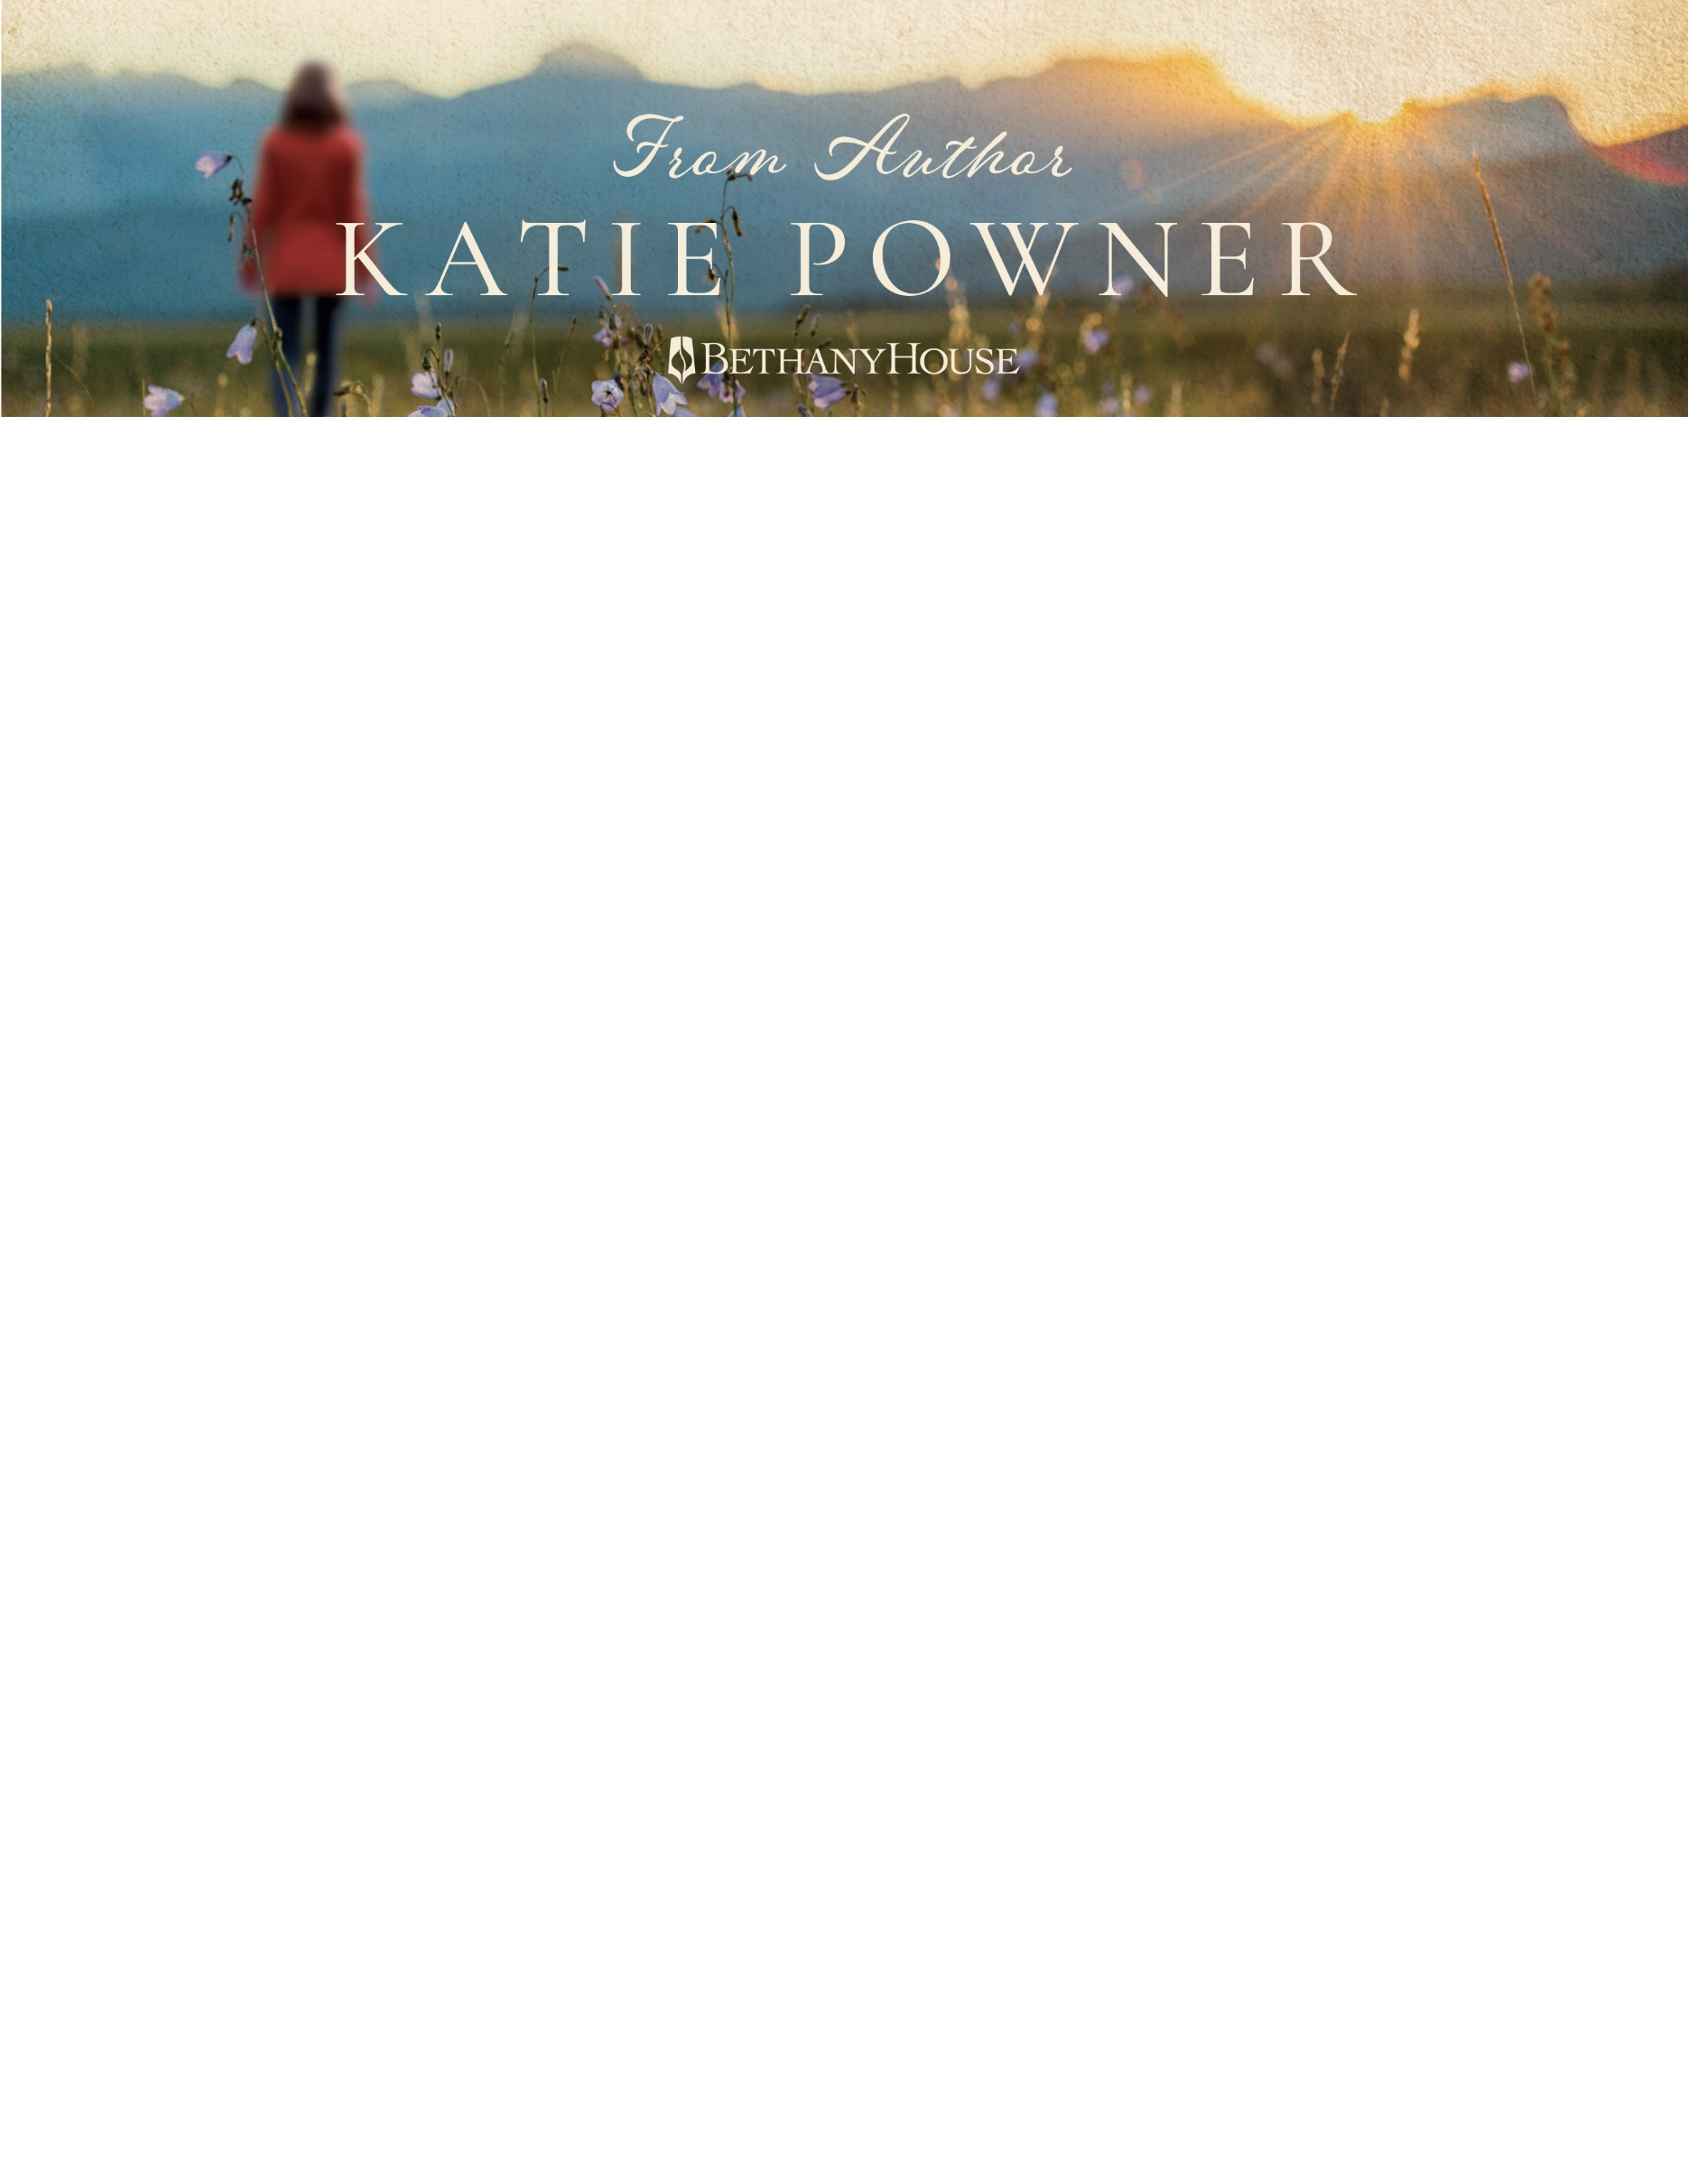 From Author
KATIE POWNER
BETHANYHOUSE